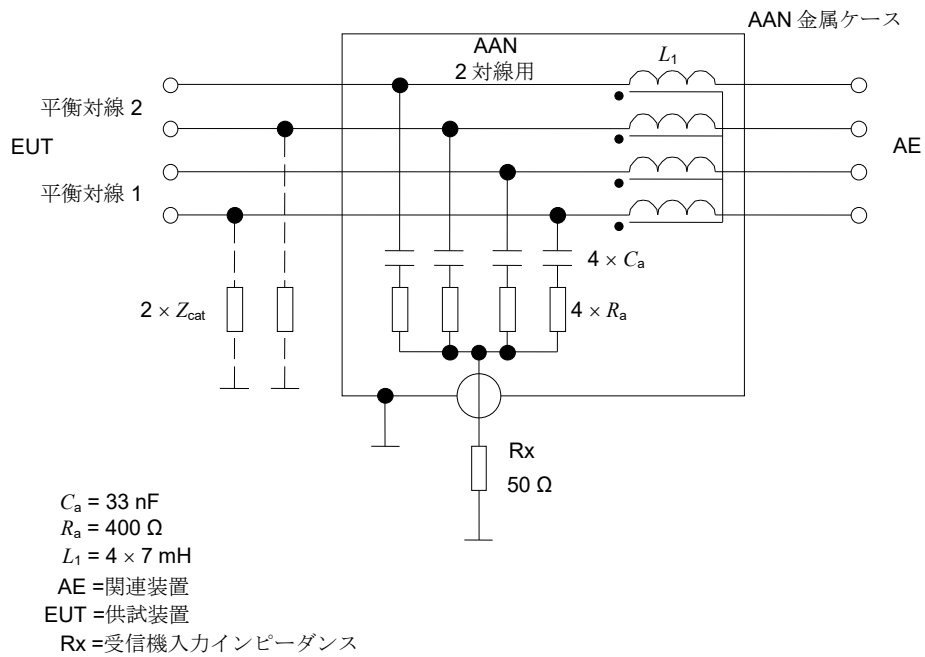 AAN 金属ケース
AAN
2 対線用
L1
平衡対線 2
EUT
AE
平衡対線 1
4 × Ca
2 × Zcat
4 × Ra
Rx
50 Ω
Ca = 33 nF
Ra = 400 Ω
L1 = 4 × 7 mH
AE =関連装置
EUT =供試装置
Rx =受信機入力インピーダンス